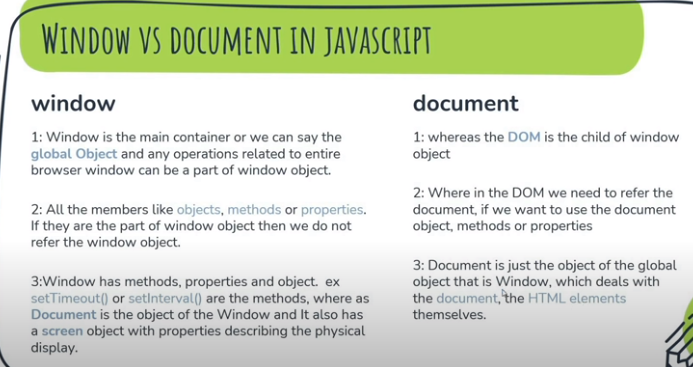 WINDOW VS DOCUMENT IN JAVASCRIPT
window
1: Window is the main container or we can say the
global Object and any operations related to entire
browser window can be a part of window object.
2: All the members like objects, methods or properties.
If they are the part of window object then we do not
refer the window object.
3:Window has methods, properties and object. ex
setTimeout() or setInterval() are the methods, where as
Document is the object of the Window and It also has
a screen object with properties describing the physical
display.
document
1: whereas the DOM is the child of window
object
2: Where in the DOM we need to refer the
document, if we want to use the document
object, methods or properties
3: Document is just the object of the global
object that is Window, which deals with
the document, the HTML elements
themselves.